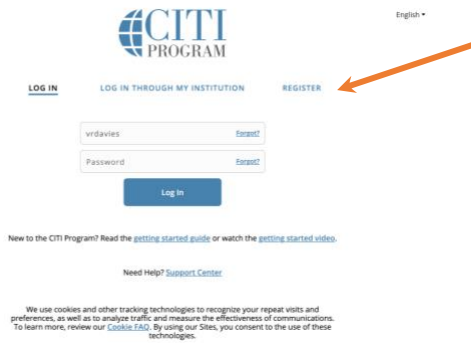 English
CITI
PROGRAM
LOG IN LOG IN THROUGH MY INSTITUTION REGISTER
vrdavies Forgot?
Password Forgot?
Log In
New to the CITI Program? Read the getting started guide or watch the getting started video.
Need Help? Support Center
We use cookies and other tracking technologies to recognize your repeat visits and
preferences, as well as to analyze traffic and measure the effectiveness of communications.
To learn more, review our Cookie FAQ. By using our Sites, you consent to the use of these
technologies.